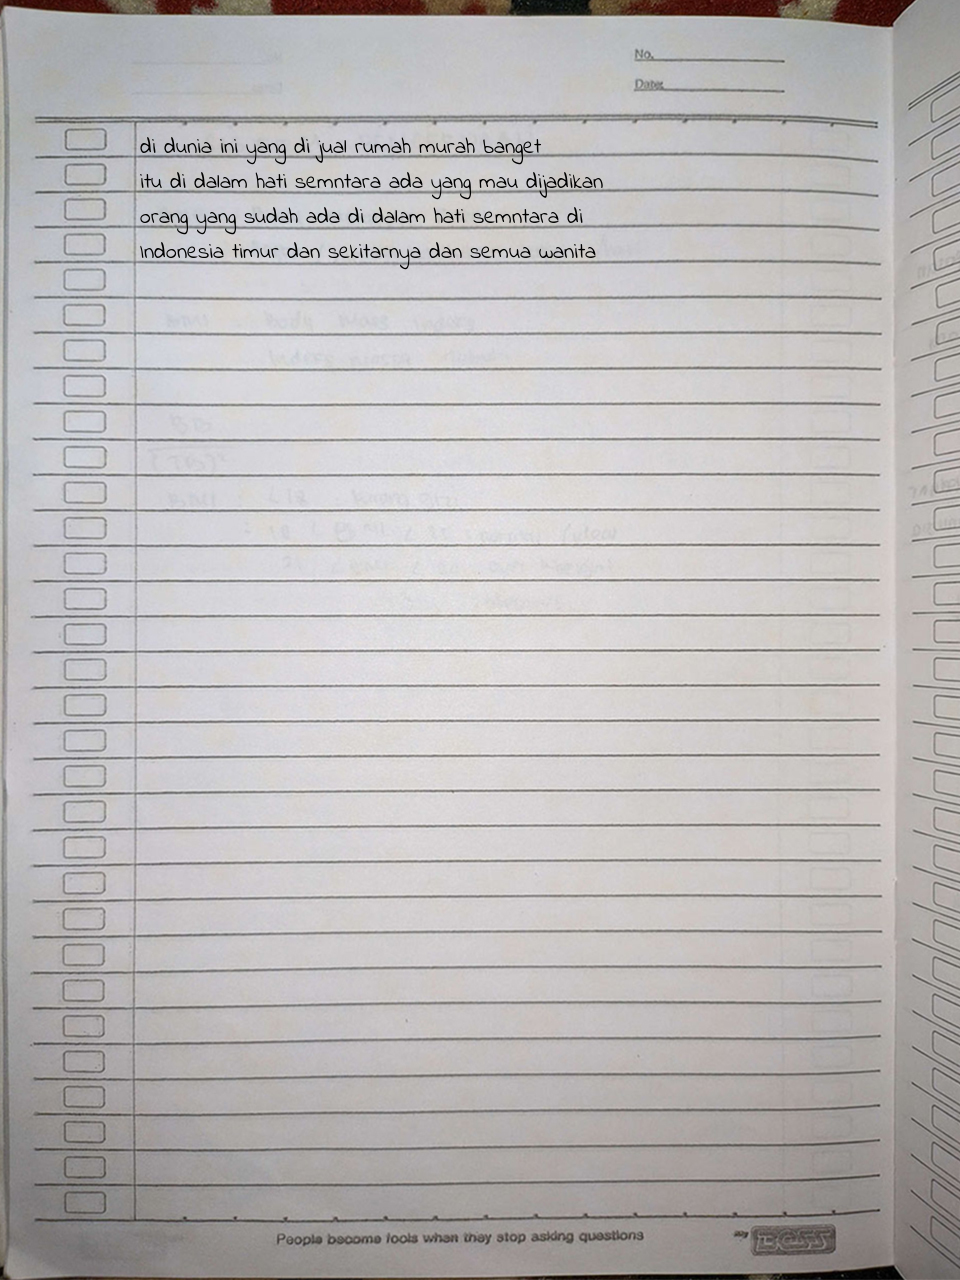 No.
Date:
di dunia ini yang di jual rumah murah banget
itu di dalam hati semntara ada yang mau dijadikan
orang yang sudah ada di dalam hati semntara di
Indonesia timur dan sekitarnya dan semua wanita
People become fools when they stop asking questions
my BOSS